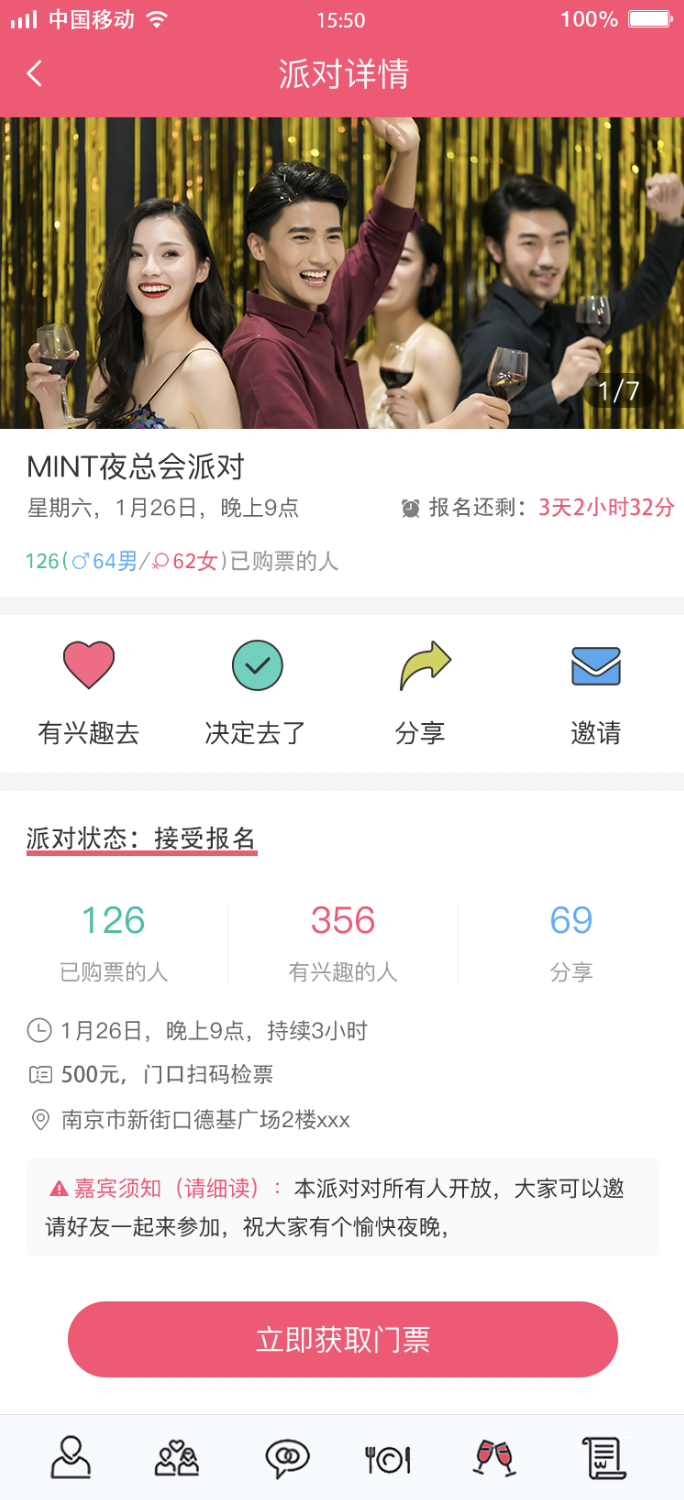 中国移动 15:50 100%
派对详情
1/7
MINT夜总会派对
星期六，1月26日，晚上9点 报名还剩：3天2小时32分
126(♂64男/♀62女)已购票的人
有兴趣去 决定去了 分享 邀请
派对状态：接受报名
126 356 69
已购票的人 有兴趣的人 分享
1月26日，晚上9点，持续3小时
500元，门口扫码检票
南京市新街口德基广场2楼xxx
嘉宾须知（请细读）：本派对对所有人开放，大家可以邀
请好友一起来参加，祝大家有个愉快夜晚，
立即获取门票